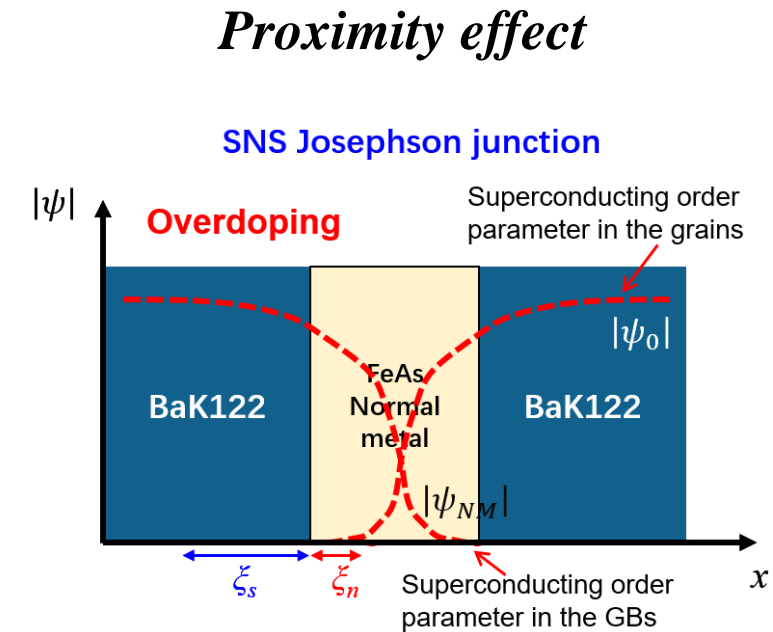 Proximity effect
SNS Josephson junction
|ψ|
Overdoping
Superconducting order
parameter in the grains
|ψ₀|
FeAs
Normal
metal
BaK122
BaK122
|ψ_NM|
ξₛ
ξₙ
x
Superconducting order
parameter in the GBs